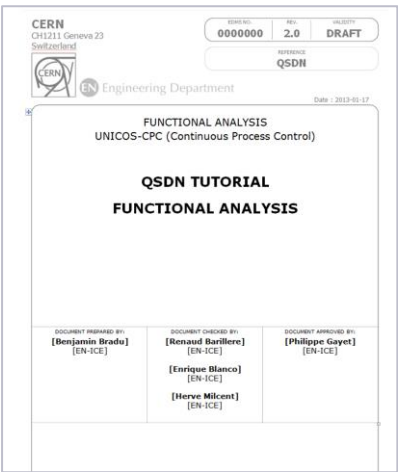 CERN
CH1211 Geneva 23
Switzerland
EDMS NO.
REV.
VALIDITY
0000000
2.0
DRAFT
REFERENCE
QSDN
CERN
EN Engineering Department
Date : 2013-01-17
FUNCTIONAL ANALYSIS
UNICOS-CPC (Continuous Process Control)
QSDN TUTORIAL
FUNCTIONAL ANALYSIS
DOCUMENT PREPARED BY:
[Benjamin Bradu]
[EN-ICE]
DOCUMENT CHECKED BY:
[Renaud Barillere]
[EN-ICE]
[Enrique Blanco]
[EN-ICE]
[Herve Milcent]
[EN-ICE]
DOCUMENT APPROVED BY:
[Philippe Gayet]
[EN-ICE]